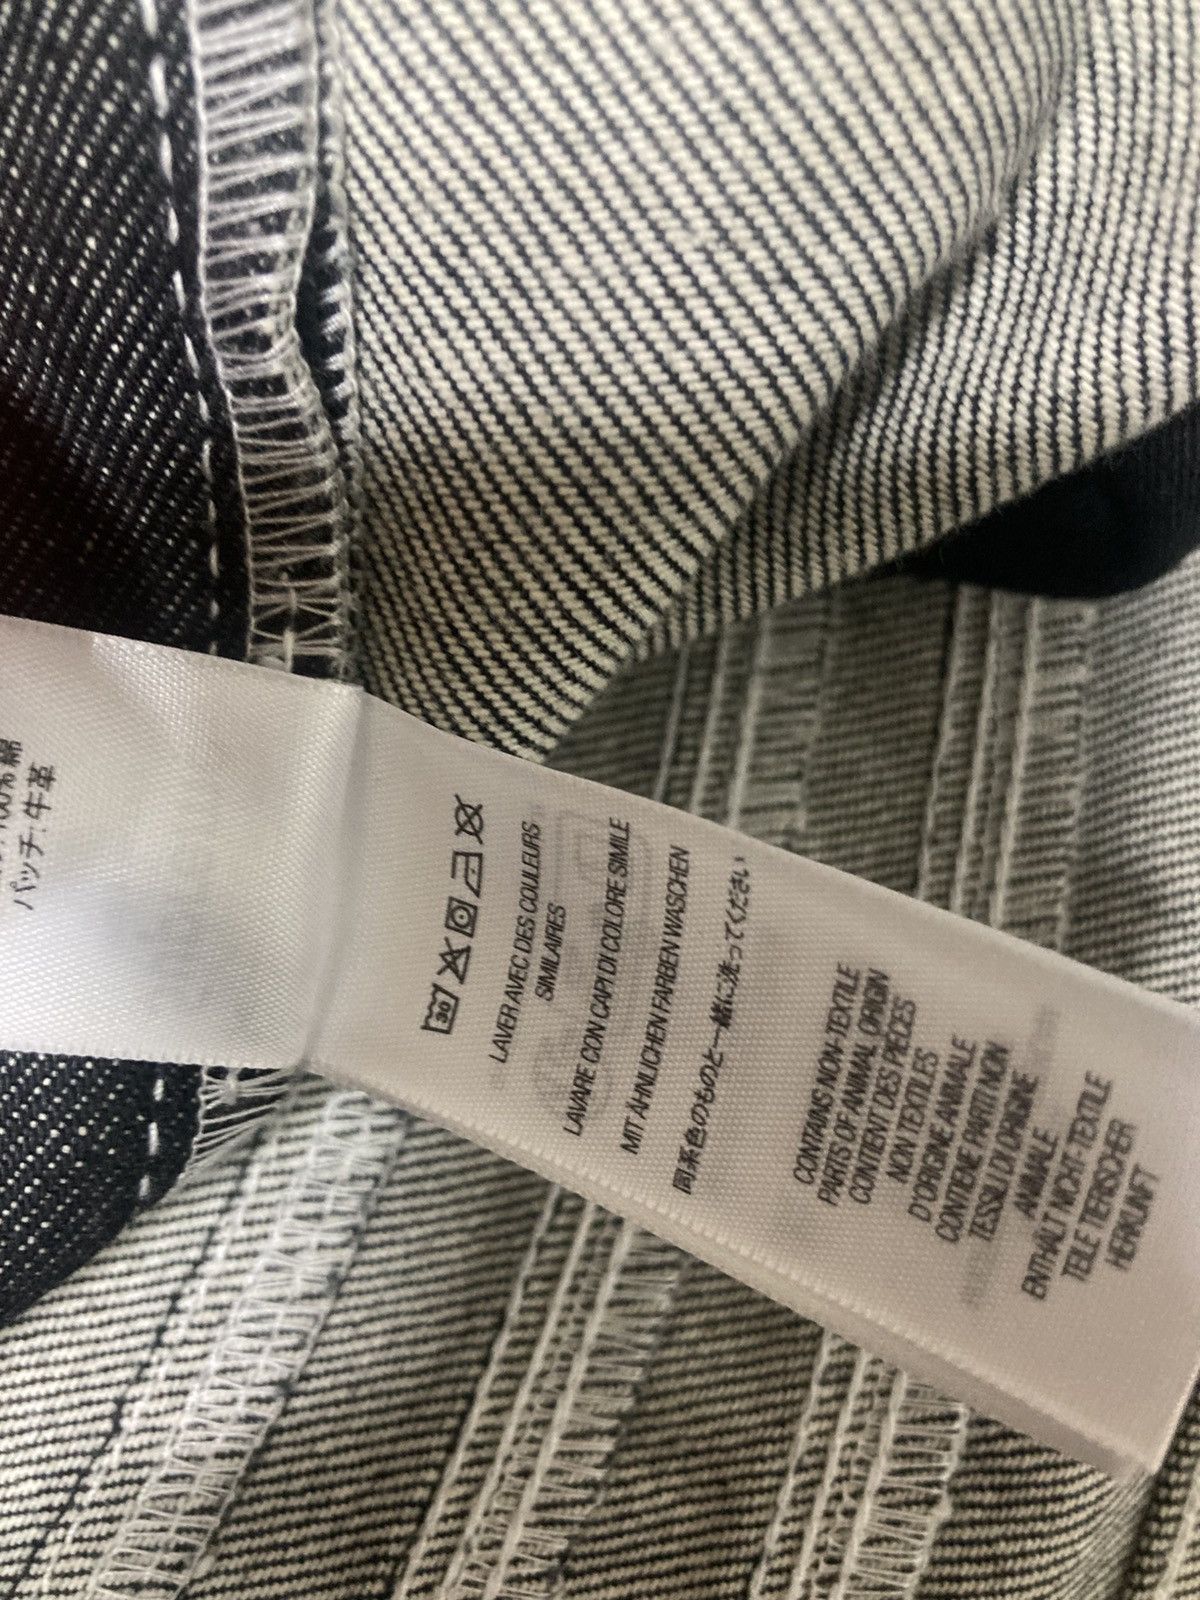 100%綿
パッチ:牛革
30
LAVER AVEC DES COULEURS
SIMILAIRES
LAVARE CON CAPI DI COLORE SIMILE
MIT ÄHNLICHEN FARBEN WASCHEN
同系色のものと一緒に洗ってください
CONTAINS NON-TEXTILE
PARTS OF ANIMAL ORIGIN
CONTIENT DES PIECES
NON TEXTILES
D'ORIGINE ANIMALE
CONTIENE PARTI NON
TESSILI DI ORIGINE
ANIMALE
ENTHALT NICHT-TEXTILE
TEILE TIERISCHER
HERKUNFT